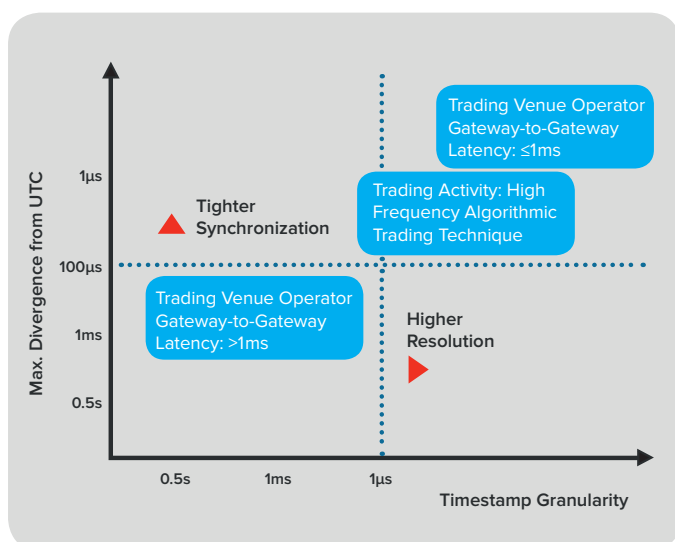 Trading Venue Operator
Gateway-to-Gateway
Latency: ≤1ms
Trading Activity: High
Frequency Algorithmic
Trading Technique
Tighter
Synchronization
Trading Venue Operator
Gateway-to-Gateway
Latency: >1ms
Higher
Resolution
Max. Divergence from UTC
1μs
100μs
1ms
0.5s
0.5s
1ms
1μs
Timestamp Granularity